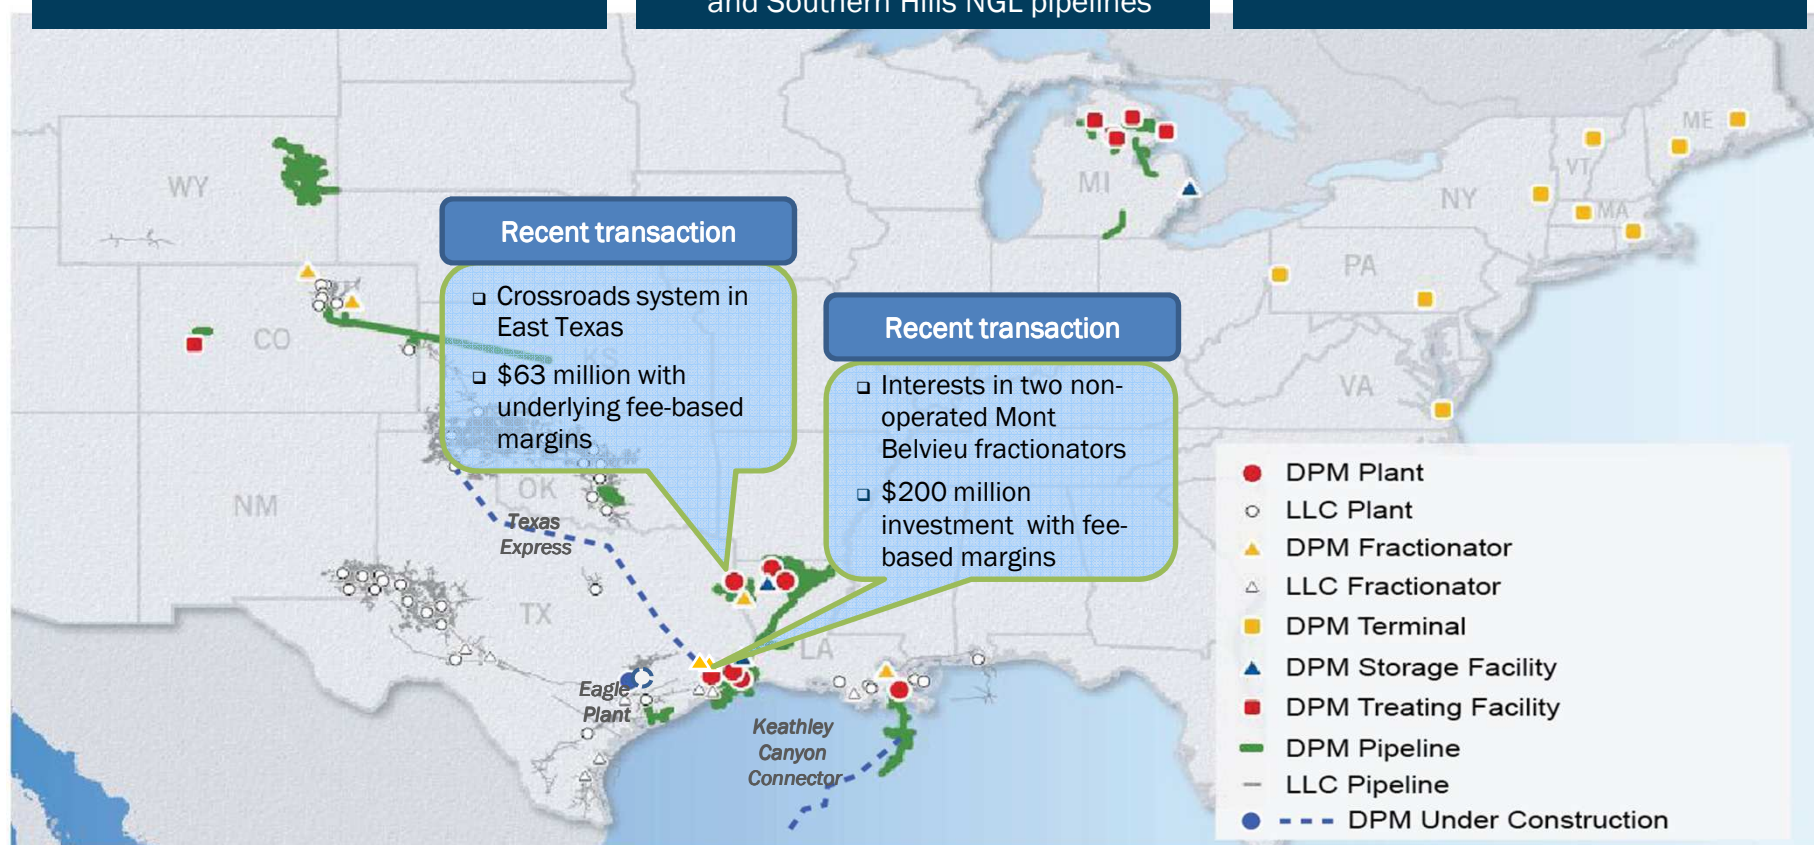 and Southern Hills NGL pipelines
ME
VT
WY
MI
NY
MA
Recent transaction
PA
❑ Crossroads system in
East Texas
Recent transaction
CO
KS
❑ $63 million with
underlying fee-based
margins
❑ Interests in two non-
operated Mont
Belvieu fractionators
VA
❑ $200 million
investment with fee-
based margins
NM
OK
Texas
Express
TX
LA
Eagle
Plant
Keathley
Canyon
Connector
DPM Plant
LLC Plant
DPM Fractionator
LLC Fractionator
DPM Terminal
DPM Storage Facility
DPM Treating Facility
DPM Pipeline
LLC Pipeline
DPM Under Construction